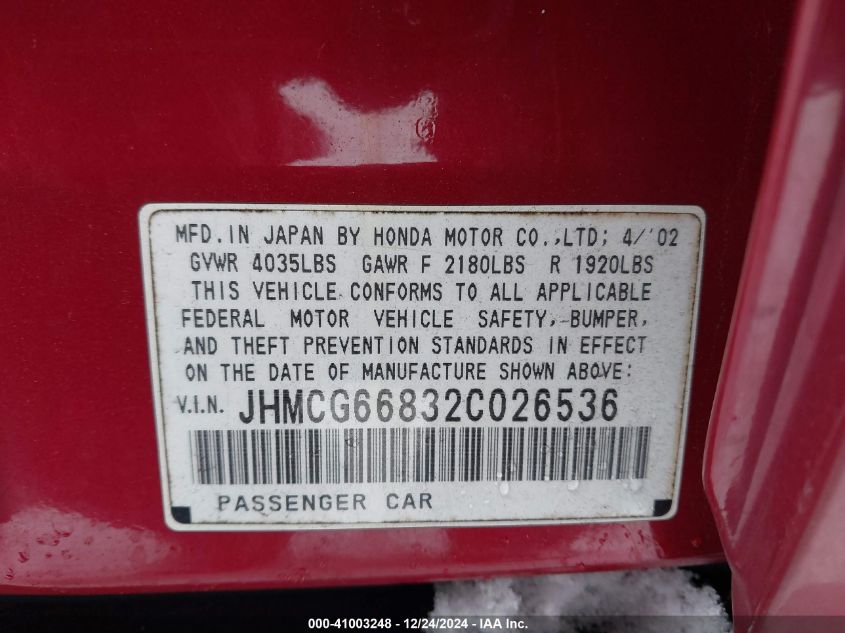 MFD. IN JAPAN BY HONDA MOTOR CO.,LTD; 4/'02
GVWR 4035LBS GAWR F 2180LBS R 1920LBS
THIS VEHICLE CONFORMS TO ALL APPLICABLE
FEDERAL MOTOR VEHICLE SAFETY, BUMPER,
AND THEFT PREVENTION STANDARDS IN EFFECT
ON THE DATE OF MANUFACTURE SHOWN ABOVE:
V.I.N. JHMCG66832C026536
PASSENGER CAR
000-41003248 - 12/24/2024 - IAA Inc.